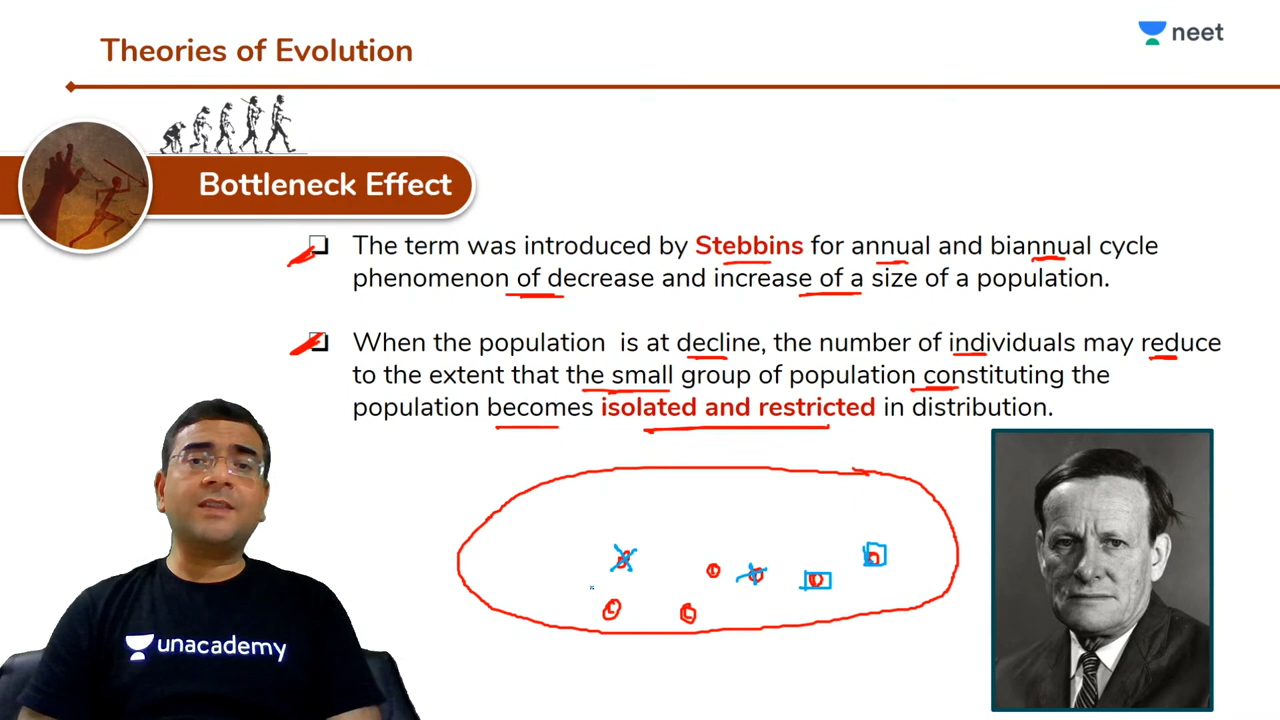 Theories of Evolution
neet
Bottleneck Effect
The term was introduced by Stebbins for annual and biannual cycle
phenomenon of decrease and increase of a size of a population.
When the population is at decline, the number of individuals may reduce
to the extent that the small group of population constituting the
population becomes isolated and restricted in distribution.
unacademy